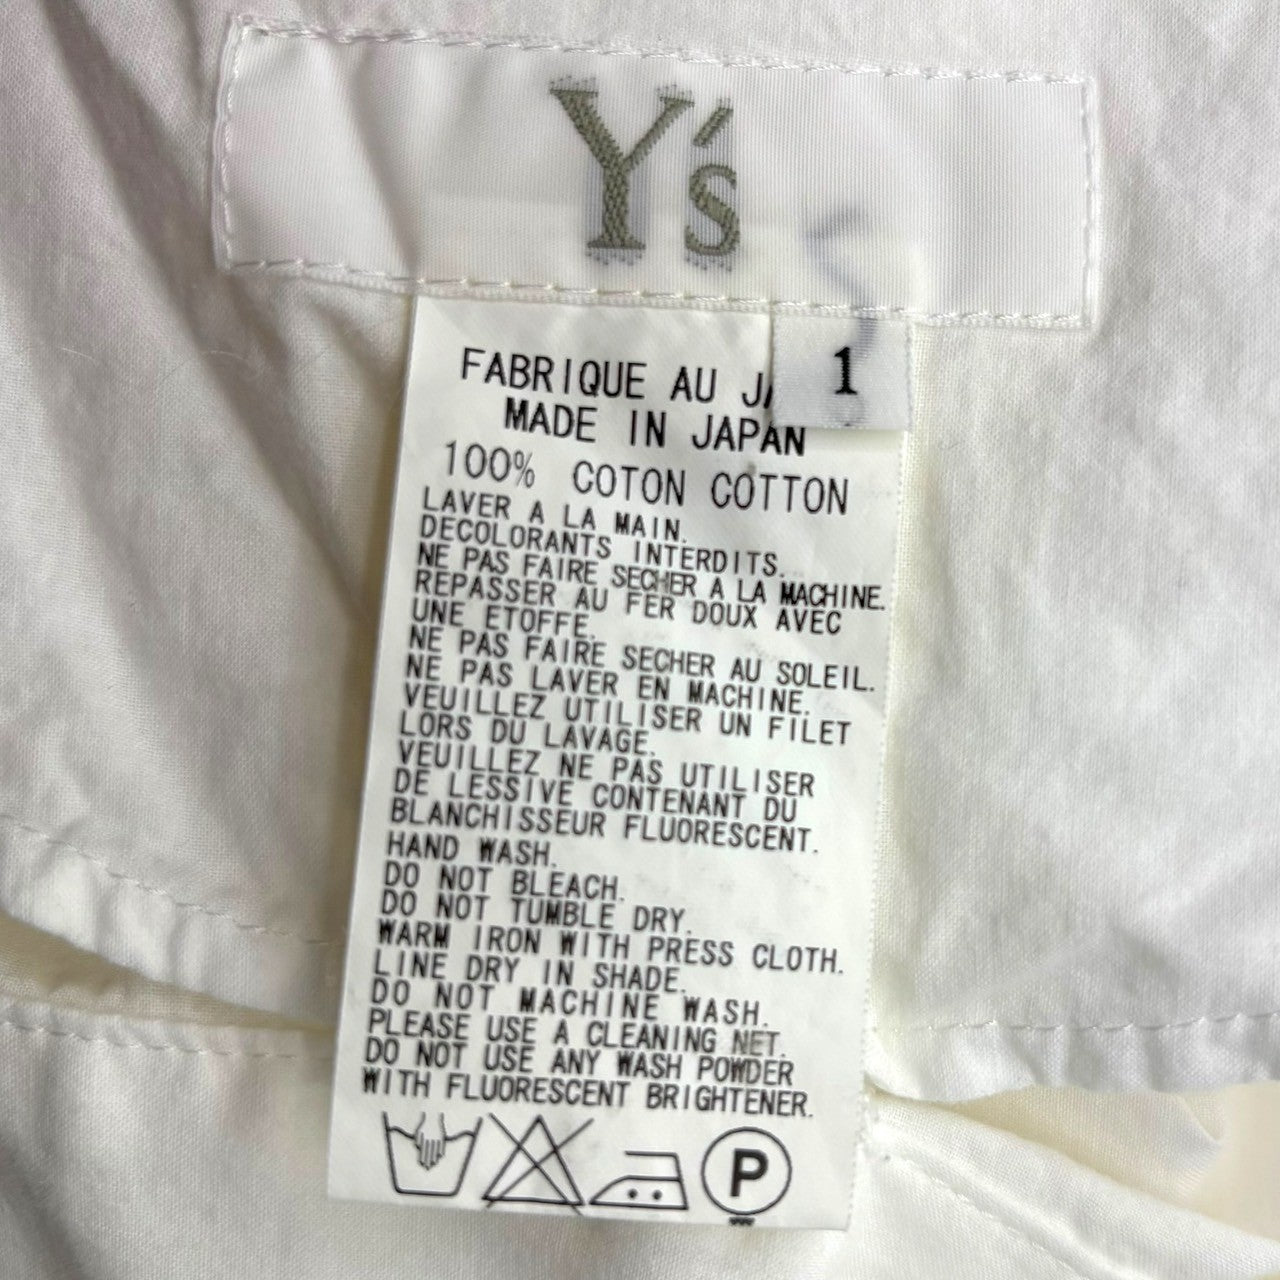 Y's
1
FABRIQUE AU JA
MADE IN JAPAN
100% COTON COTTON
LAVER A LA MAIN.
DECOLORANTS INTERDITS.
NE PAS FAIRE SECHER A LA MACHINE.
REPASSER AU FER DOUX AVEC
UNE ETOFFE.
NE PAS FAIRE SECHER AU SOLEIL.
NE PAS LAVER EN MACHINE.
VEUILLEZ UTILISER UN FILET
LORS DU LAVAGE.
VEUILLEZ NE PAS UTILISER
DE LESSIVE CONTENANT DU
BLANCHISSEUR FLUORESCENT.
HAND WASH.
DO NOT BLEACH.
DO NOT TUMBLE DRY.
WARM IRON WITH PRESS CLOTH.
LINE DRY IN SHADE.
DO NOT MACHINE WASH.
PLEASE USE A CLEANING NET.
DO NOT USE ANY WASH POWDER
WITH FLUORESCENT BRIGHTENER.
P